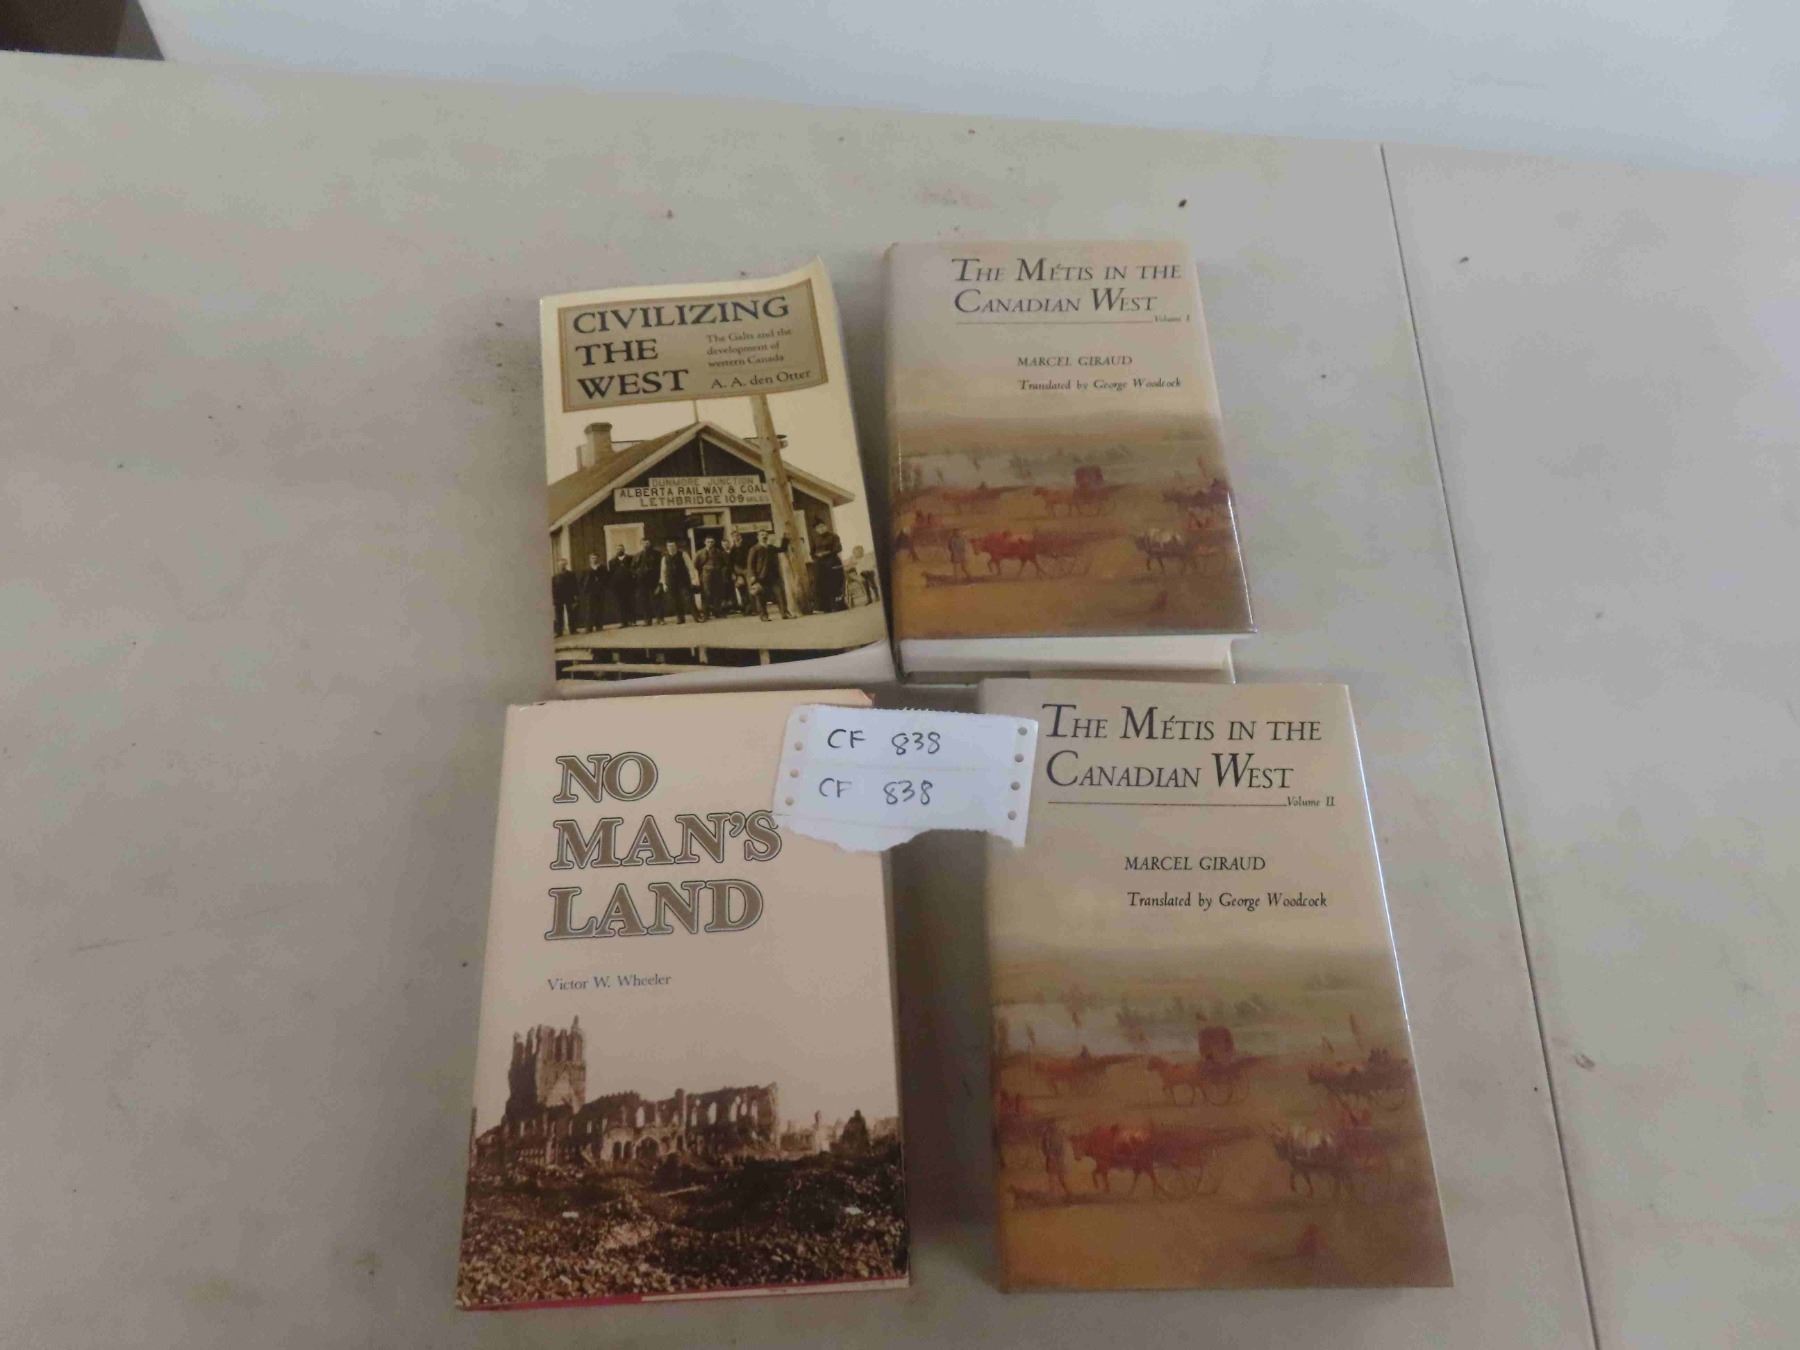 CIVILIZING
THE
WEST
The Galts and the
development of
western Canada
A. A. den Otter
DUNMORE JUNCTION
ALBERTA RAILWAY & COAL
LETHBRIDGE 109 MILES
THE MÉTIS IN THE
CANADIAN WEST
Volume I
MARCEL GIRAUD
Translated by George Woodcock
NO
MAN'S
LAND
Victor W. Wheeler
CF 838
CF 838
THE MÉTIS IN THE
CANADIAN WEST
Volume II
MARCEL GIRAUD
Translated by George Woodcock